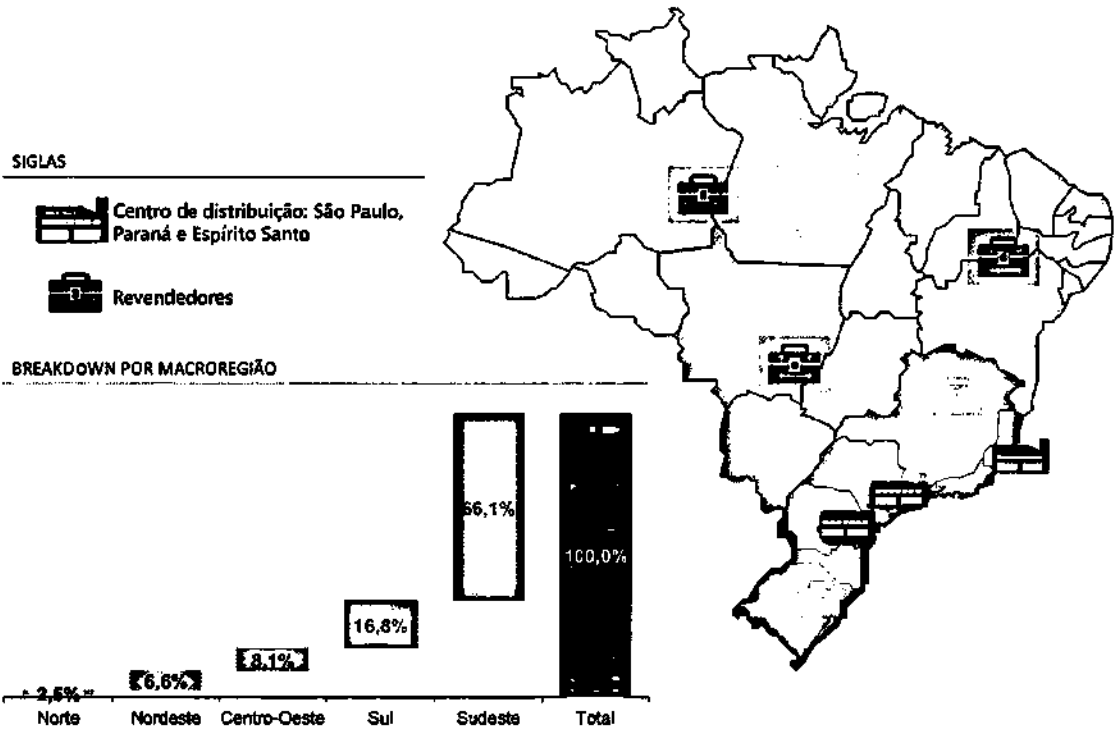 SIGLAS
Centro de distribuição: São Paulo,
Paraná e Espírito Santo
Revendedores
BREAKDOWN POR MACROREGIÃO
66,1%
100,0%
16,8%
8,1%
6,6%
2,5%
Norte Nordeste Centro-Oeste Sul Sudeste Total